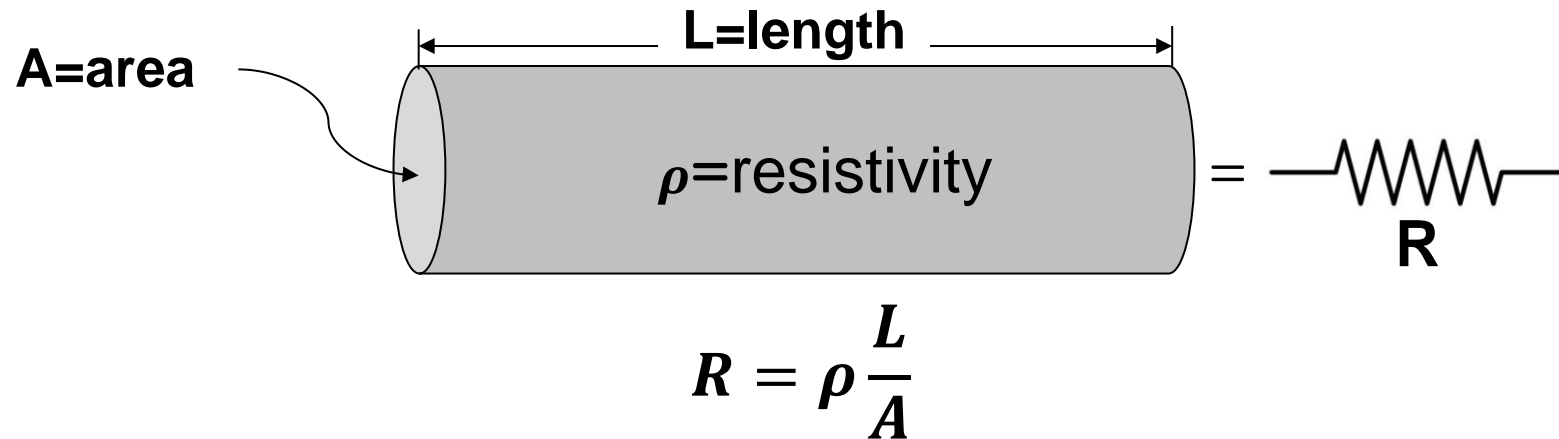 L=length
A=area
ρ=resistivity
=
R
R = ρ L/A